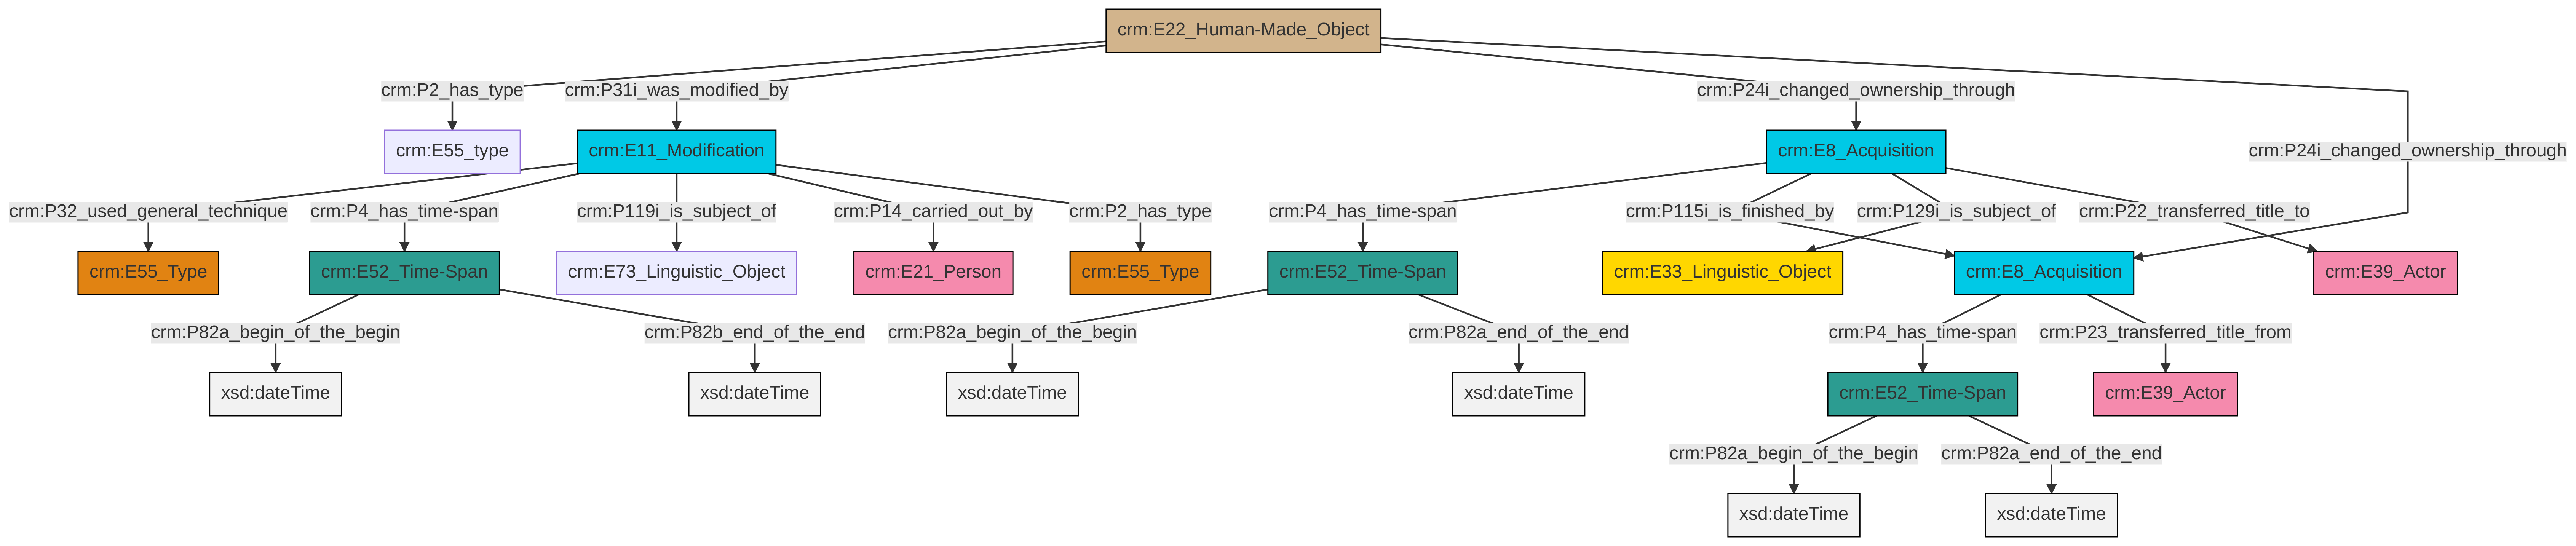 crm:E22_Human-Made_Object
crm:P2_has_type
crm:P31i_was_modified_by
crm:P24i_changed_ownership_through
crm:E55_type
crm:E11_Modification
crm:E8_Acquisition
crm:P24i_changed_ownership_through
crm:P32_used_general_technique
crm:P4_has_time-span
crm:P119i_is_subject_of
crm:P14_carried_out_by
crm:P2_has_type
crm:P4_has_time-span
crm:P115i_is_finished_by
crm:P129i_is_subject_of
crm:P22_transferred_title_to
crm:E55_Type
crm:E52_Time-Span
crm:E73_Linguistic_Object
crm:E21_Person
crm:E55_Type
crm:E52_Time-Span
crm:E33_Linguistic_Object
crm:E8_Acquisition
crm:E39_Actor
crm:P82a_begin_of_the_begin
crm:P82b_end_of_the_end
crm:P82a_begin_of_the_begin
crm:P82a_end_of_the_end
crm:P4_has_time-span
crm:P23_transferred_title_from
xsd:dateTime
xsd:dateTime
xsd:dateTime
xsd:dateTime
crm:E52_Time-Span
crm:E39_Actor
crm:P82a_begin_of_the_begin
crm:P82a_end_of_the_end
xsd:dateTime
xsd:dateTime